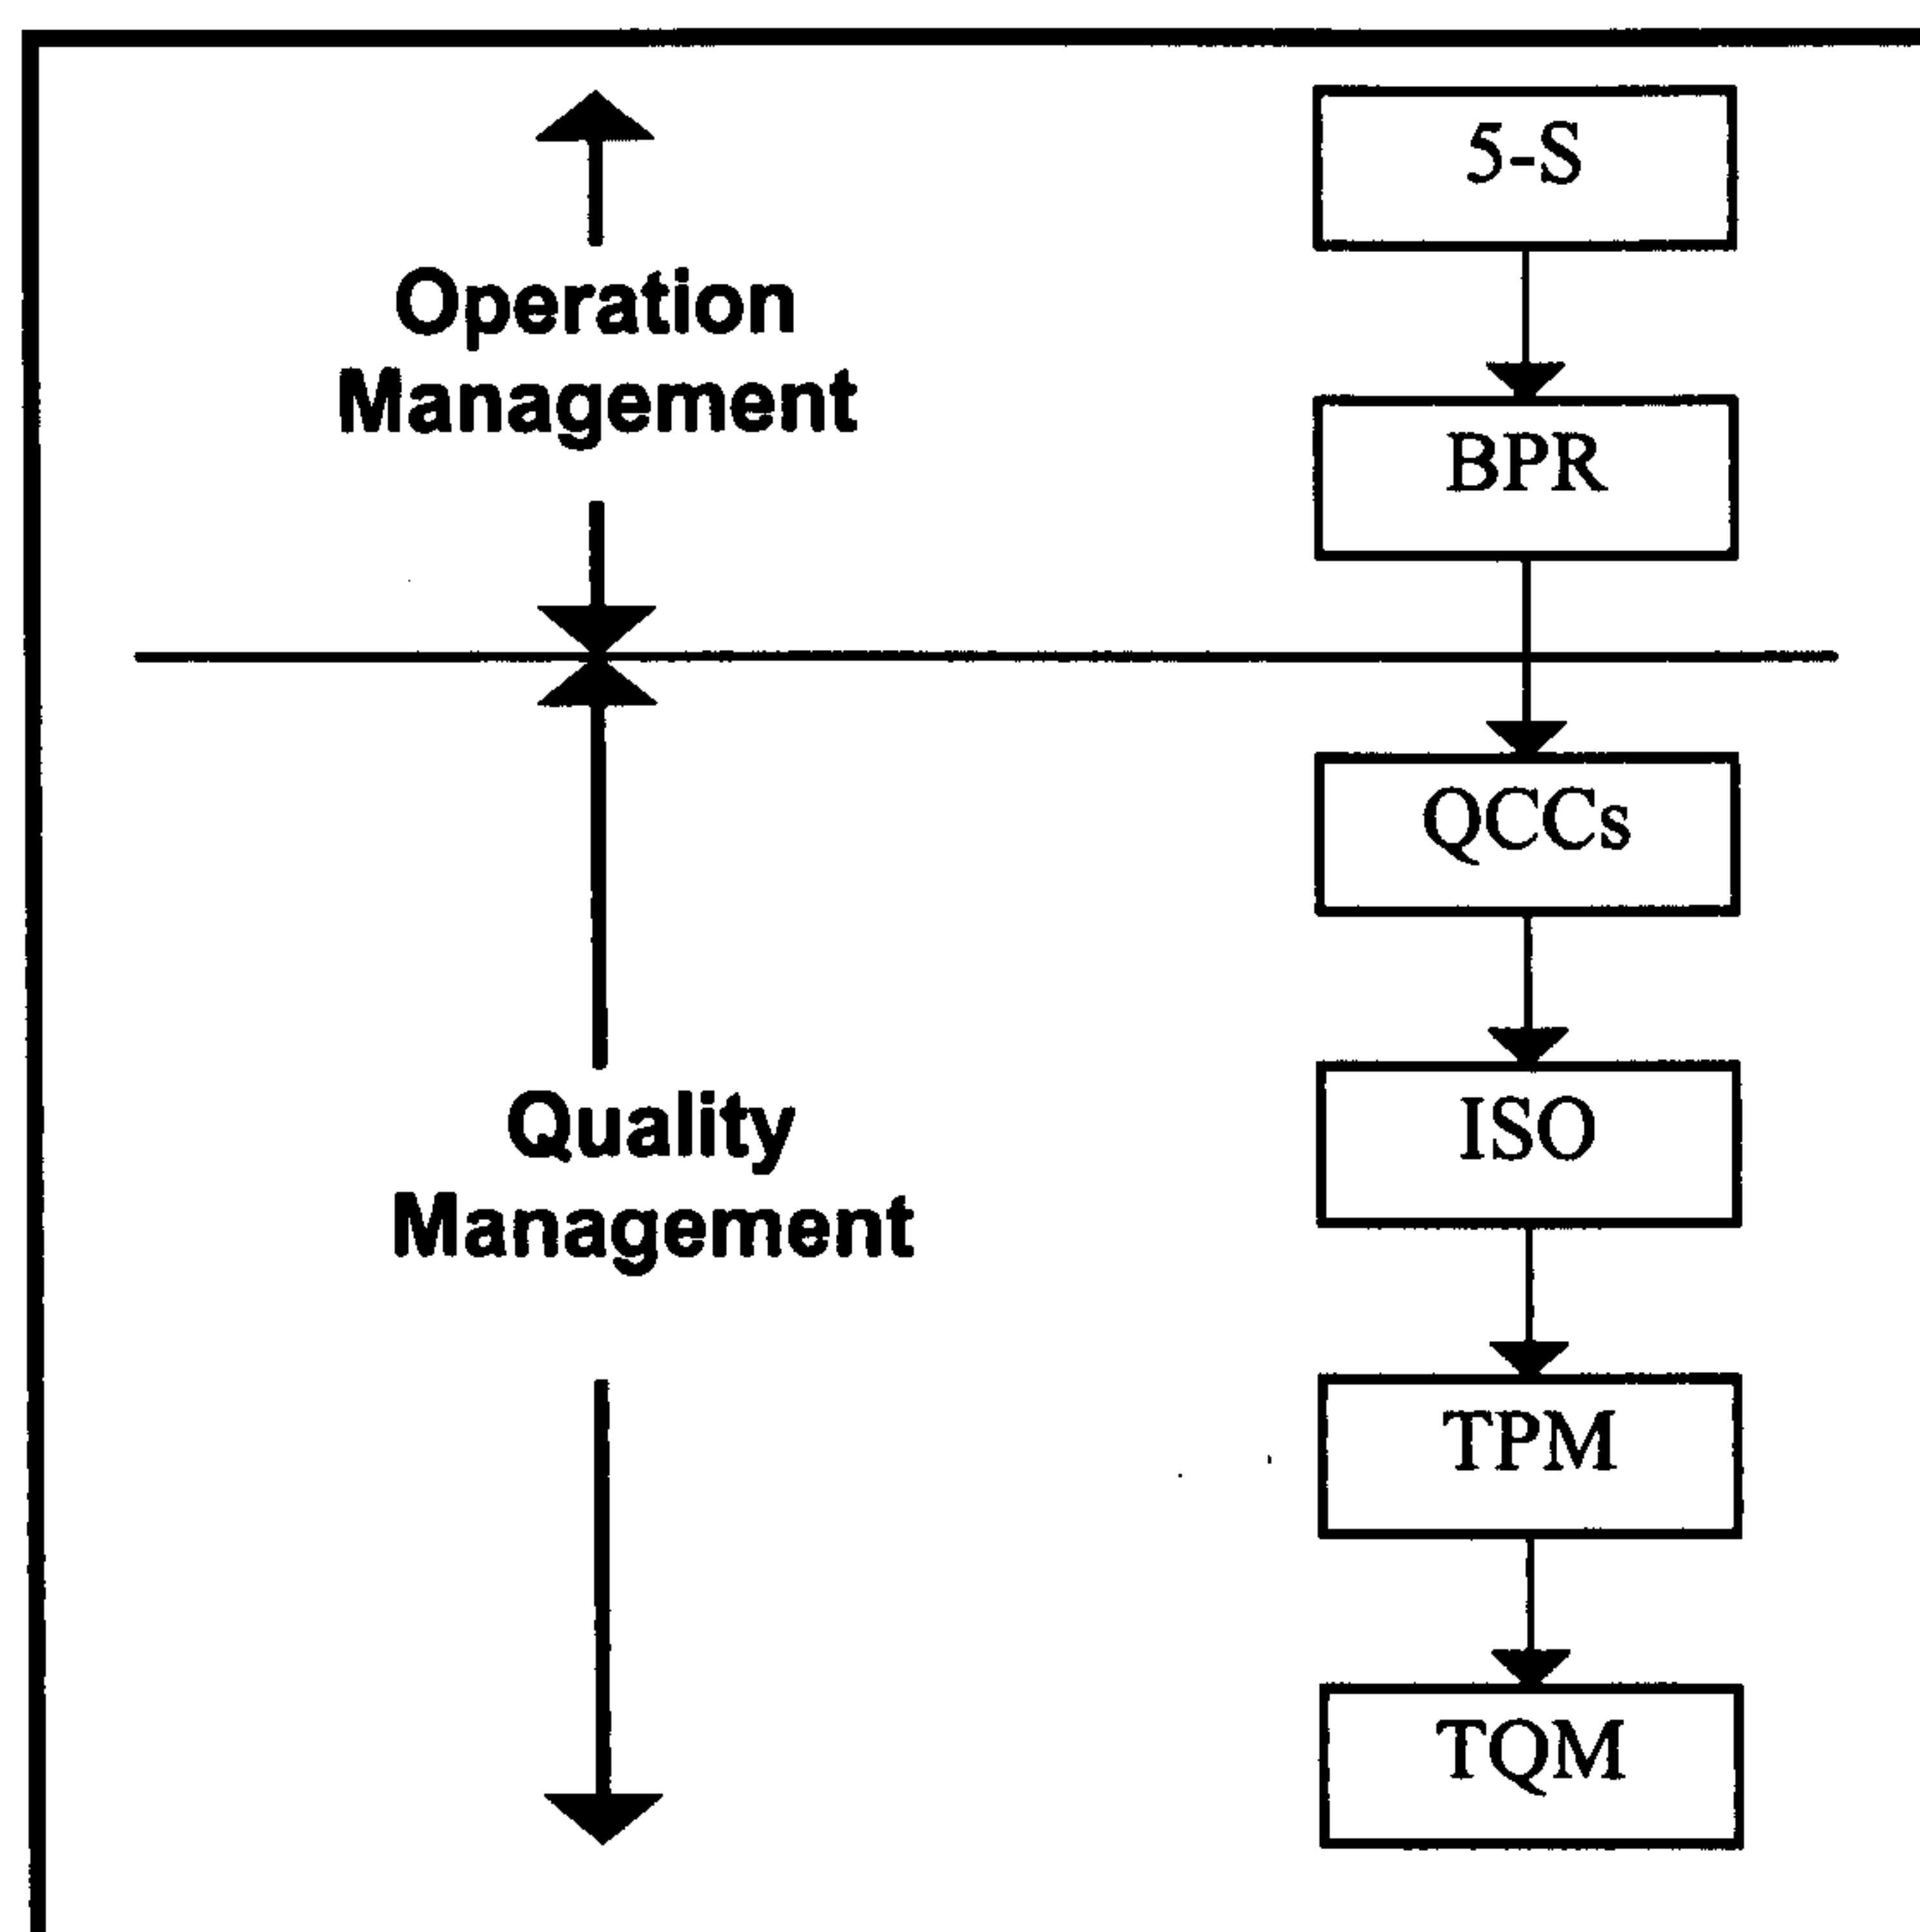 5-S
Operation
Management
BPR
QCCs
Quality
Management
ISO
TPM
TQM